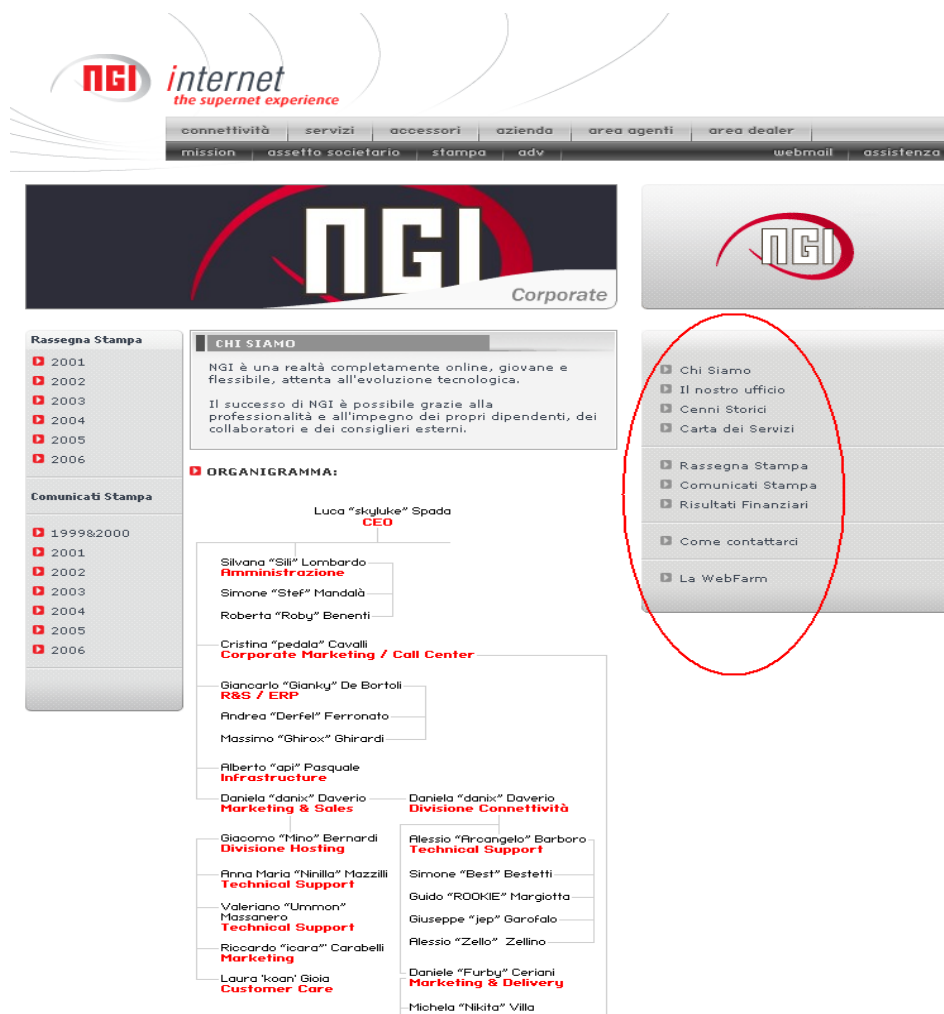 NGI internet
the supernet experience
connettività servizi accessori azienda area agenti area dealer
mission assetto societario stampa adv webmail assistenza
NGI
Corporate
NGI
Rassegna Stampa
2001
2002
2003
2004
2005
2006
Comunicati Stampa
1999&2000
2001
2002
2003
2004
2005
2006
CHI SIAMO
NGI è una realtà completamente online, giovane e
flessibile, attenta all'evoluzione tecnologica.
Il successo di NGI è possibile grazie alla
professionalità e all'impegno dei propri dipendenti, dei
collaboratori e dei consiglieri esterni.
ORGANIGRAMMA:
Luca "skyluke" Spada
CEO
Silvana "Sili" Lombardo
Amministrazione
Simone "Stef" Mandalà
Roberta "Roby" Benenti
Cristina "pedala" Cavalli
Corporate Marketing / Call Center
Giancarlo "Gianky" De Bortoli
R&S / ERP
Andrea "Derfel" Ferronato
Massimo "Ghirox" Ghirardi
Alberto "api" Pasquale
Infrastructure
Daniela "danix" Daverio
Marketing & Sales
Giacomo "Mino" Bernardi
Divisione Hosting
Anna Maria "Ninilla" Mazzilli
Technical Support
Valeriano "Ummon"
Massanero
Technical Support
Riccardo "icara"' Carabelli
Marketing
Laura 'koan' Gioia
Customer Care
Daniela "danix" Daverio
Divisione Connettività
Alessio "Arcangelo" Barboro
Technical Support
Simone "Best" Bestetti
Guido "ROOKIE" Margiotta
Giuseppe "jep" Garofalo
Alessio "Zello" Zellino
Daniele "Furby" Ceriani
Marketing & Delivery
Michela "Nikita" Villa
Chi Siamo
Il nostro ufficio
Cenni Storici
Carta dei Servizi
Rassegna Stampa
Comunicati Stampa
Risultati Finanziari
Come contattarci
La WebFarm